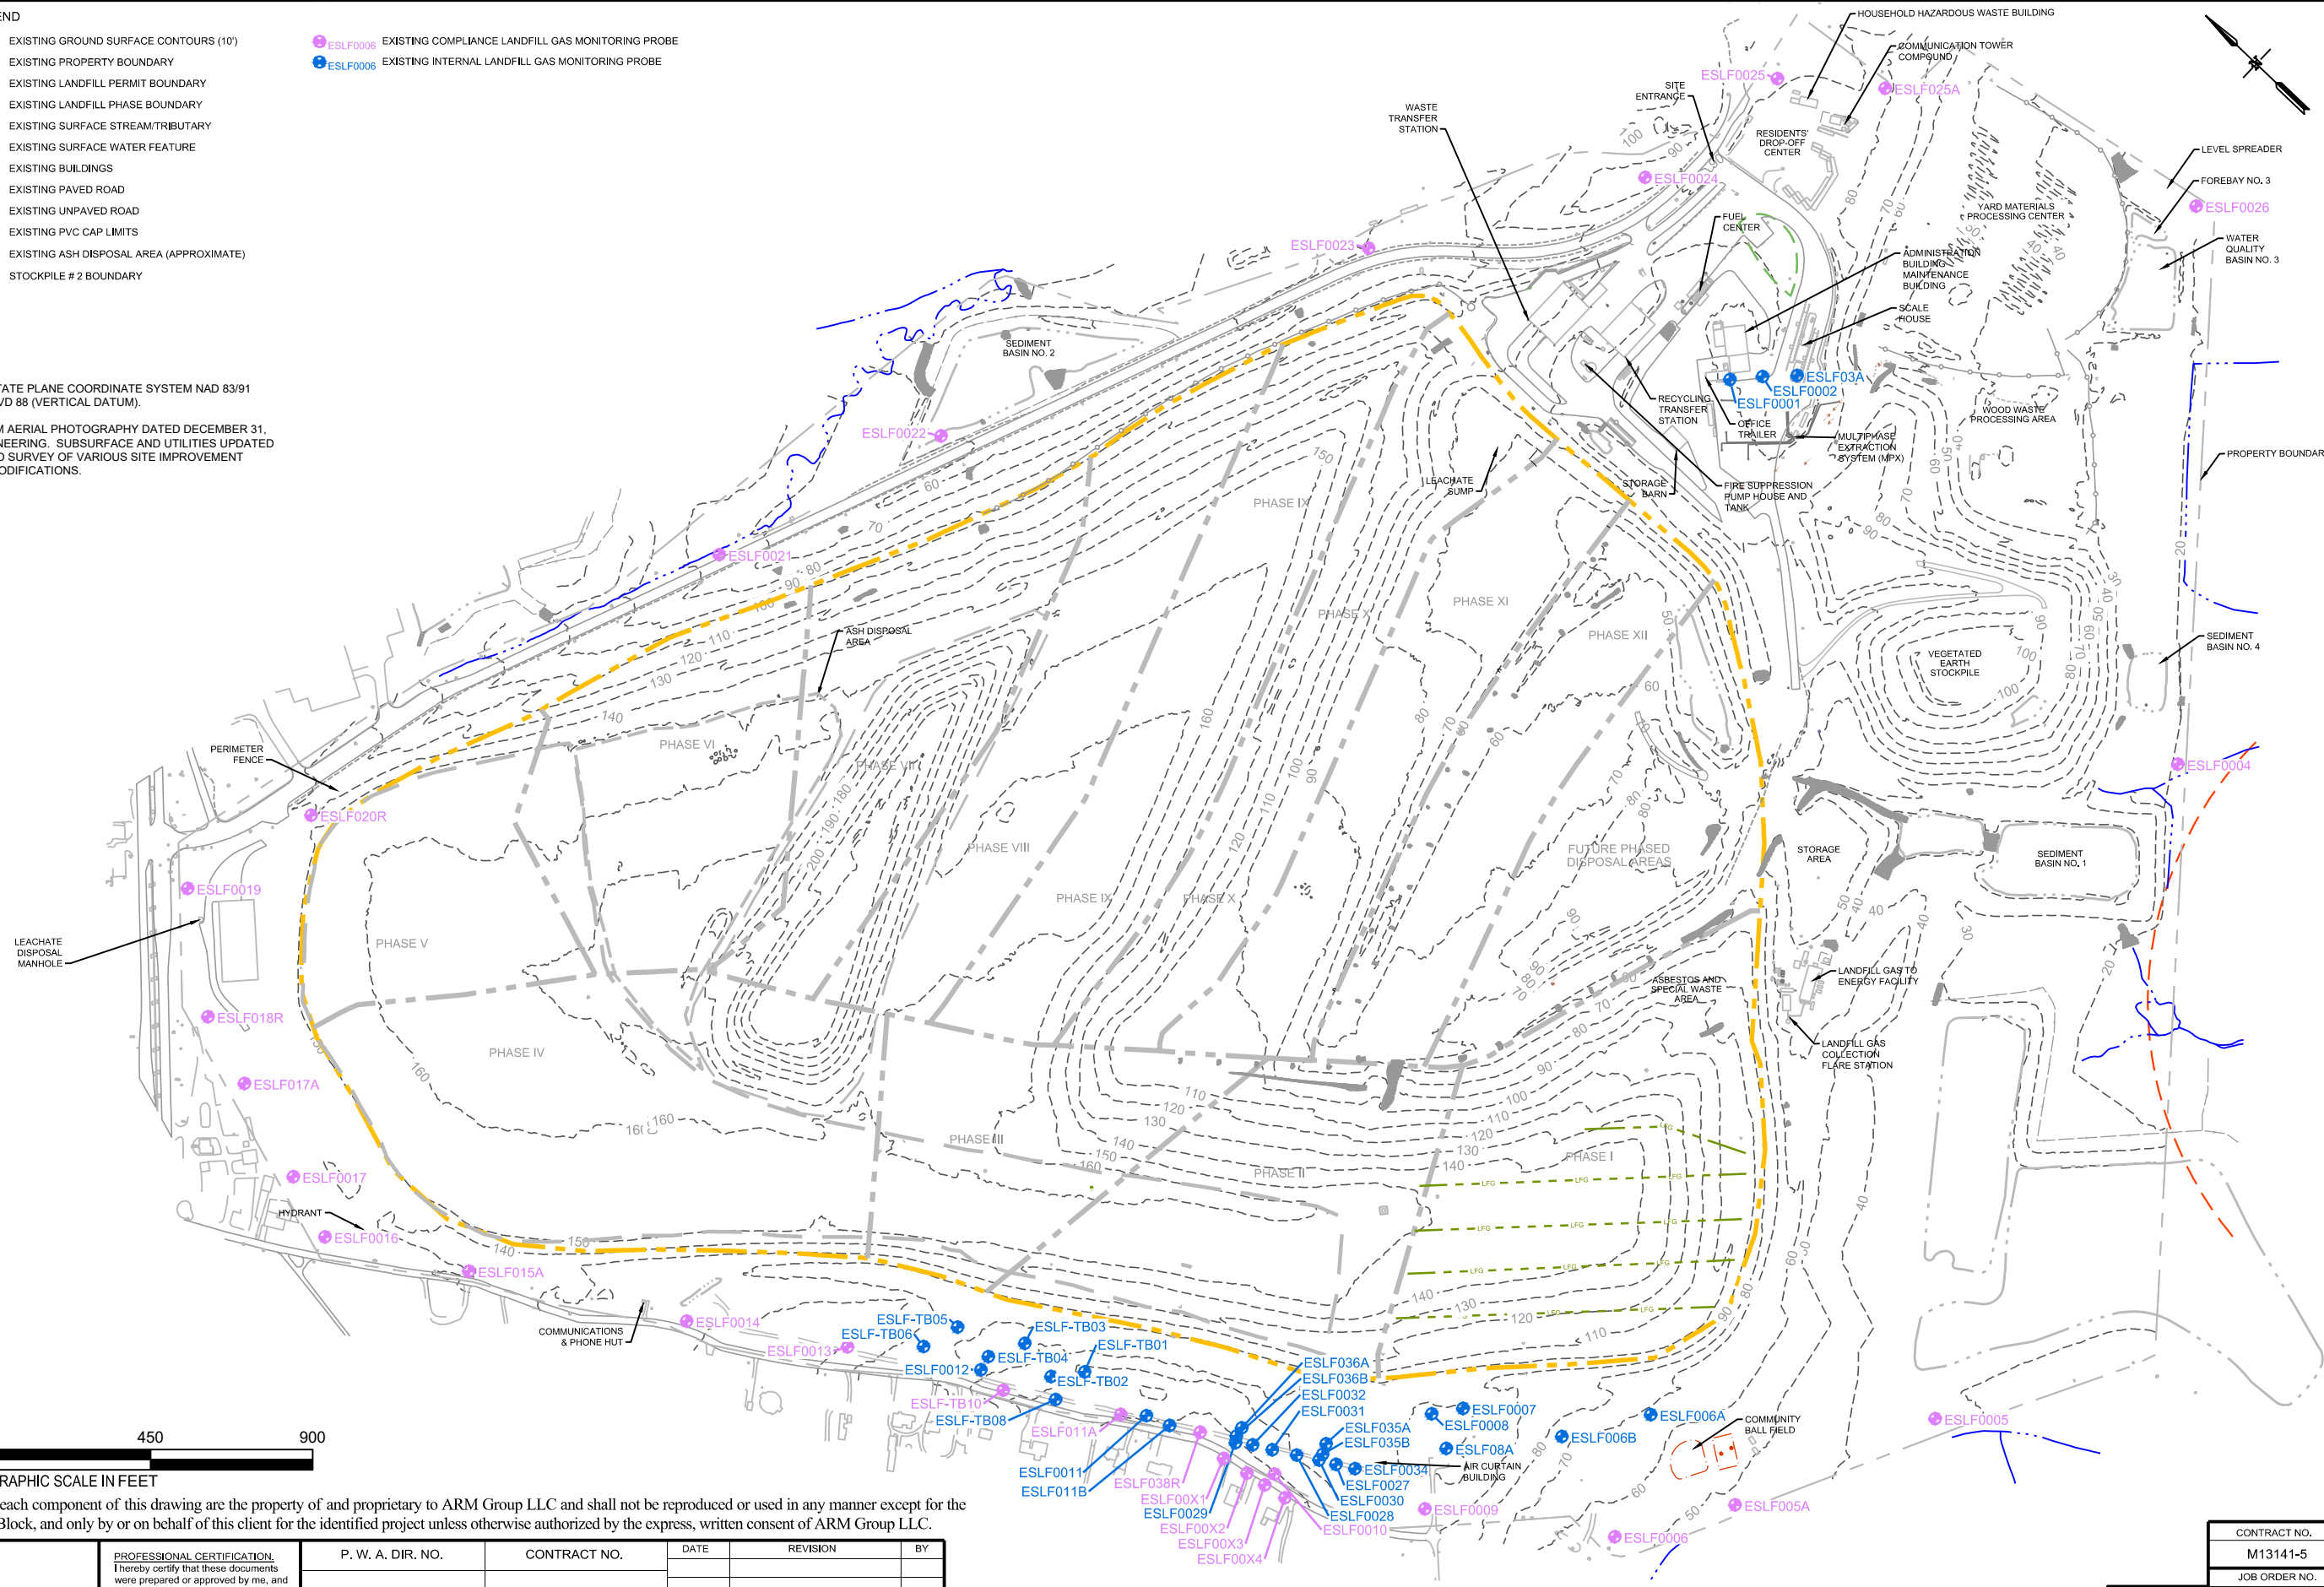 END
EXISTING GROUND SURFACE CONTOURS (10')
EXISTING PROPERTY BOUNDARY
EXISTING LANDFILL PERMIT BOUNDARY
EXISTING LANDFILL PHASE BOUNDARY
EXISTING SURFACE STREAM/TRIBUTARY
EXISTING SURFACE WATER FEATURE
EXISTING BUILDINGS
EXISTING PAVED ROAD
EXISTING UNPAVED ROAD
EXISTING PVC CAP LIMITS
EXISTING ASH DISPOSAL AREA (APPROXIMATE)
STOCKPILE # 2 BOUNDARY
ESLF0006 EXISTING COMPLIANCE LANDFILL GAS MONITORING PROBE
ESLF0006 EXISTING INTERNAL LANDFILL GAS MONITORING PROBE
TATE PLANE COORDINATE SYSTEM NAD 83/91
VD 88 (VERTICAL DATUM).
M AERIAL PHOTOGRAPHY DATED DECEMBER 31,
NEERING. SUBSURFACE AND UTILITIES UPDATED
D SURVEY OF VARIOUS SITE IMPROVEMENT
ODIFICATIONS.
HOUSEHOLD HAZARDOUS WASTE BUILDING
COMMUNICATION TOWER
COMPOUND
N
ESLF0025
ESLF025A
SITE
ENTRANCE
WASTE
TRANSFER
STATION
RESIDENTS'
DROP-OFF
CENTER
LEVEL SPREADER
FOREBAY NO. 3
ESLF0024
ESLF0026
YARD MATERIALS
PROCESSING CENTER
FUEL
CENTER
ESLF0023
WATER
QUALITY
BASIN NO. 3
ADMINISTRATION
BUILDING
MAINTENANCE
BUILDING
SCALE
HOUSE
SEDIMENT
BASIN NO. 2
ESLF03A
ESLF0002
ESLF0001
RECYCLING
TRANSFER
STATION
OFFICE
TRAILER
WOOD WASTE
PROCESSING AREA
MULTIPHASE
EXTRACTION
SYSTEM (MPX)
ESLF0022
PROPERTY BOUNDAR
LEACHATE
SUMP
STORAGE
BARN
FIRE SUPPRESSION
PUMP HOUSE AND
TANK
PHASE IX
ESLF0021
PHASE X
PHASE XI
PHASE XII
ASH DISPOSAL
AREA
SEDIMENT
BASIN NO. 4
VEGETATED
EARTH
STOCKPILE
PERIMETER
FENCE
PHASE VI
PHASE VII
ESLF0004
ESLF020R
PHASE VIII
FUTURE PHASED
DISPOSAL AREAS
STORAGE
AREA
SEDIMENT
BASIN NO. 1
ESLF0019
PHASE IX
PHASE X
LEACHATE
DISPOSAL
MANHOLE
PHASE V
ASBESTOS AND
SPECIAL WASTE
AREA
LANDFILL GAS TO
ENERGY FACILITY
ESLF018R
PHASE IV
LANDFILL GAS
COLLECTION
FLARE STATION
ESLF017A
PHASE III
PHASE II
PHASE I
ESLF0017
HYDRANT
ESLF0016
ESLF015A
COMMUNICATIONS
& PHONE HUT
ESLF0014
ESLF0013
ESLF-TB05
ESLF-TB06
ESLF-TB03
ESLF-TB04
ESLF-TB01
ESLF0012
ESLF-TB02
ESLF-TB10
ESLF-TB08
ESLF011A
ESLF0011
ESLF011B
ESLF038R
ESLF00X1
ESLF0029
ESLF00X2
ESLF00X3
ESLF00X4
ESLF036A
ESLF036B
ESLF0032
ESLF0031
ESLF035A
ESLF035B
ESLF0034
ESLF0027
ESLF0030
ESLF0028
ESLF0010
ESLF0007
ESLF0008
ESLF08A
AIR CURTAIN
BUILDING
ESLF0009
ESLF006A
ESLF006B
COMMUNITY
BALL FIELD
ESLF0005
ESLF005A
ESLF0006
450 900
RAPHIC SCALE IN FEET
each component of this drawing are the property of and proprietary to ARM Group LLC and shall not be reproduced or used in any manner except for the
Block, and only by or on behalf of this client for the identified project unless otherwise authorized by the express, written consent of ARM Group LLC.
PROFESSIONAL CERTIFICATION.
I hereby certify that these documents
were prepared or approved by me, and
P. W. A. DIR. NO.
CONTRACT NO.
DATE REVISION BY
CONTRACT NO.
M13141-5
JOB ORDER NO.